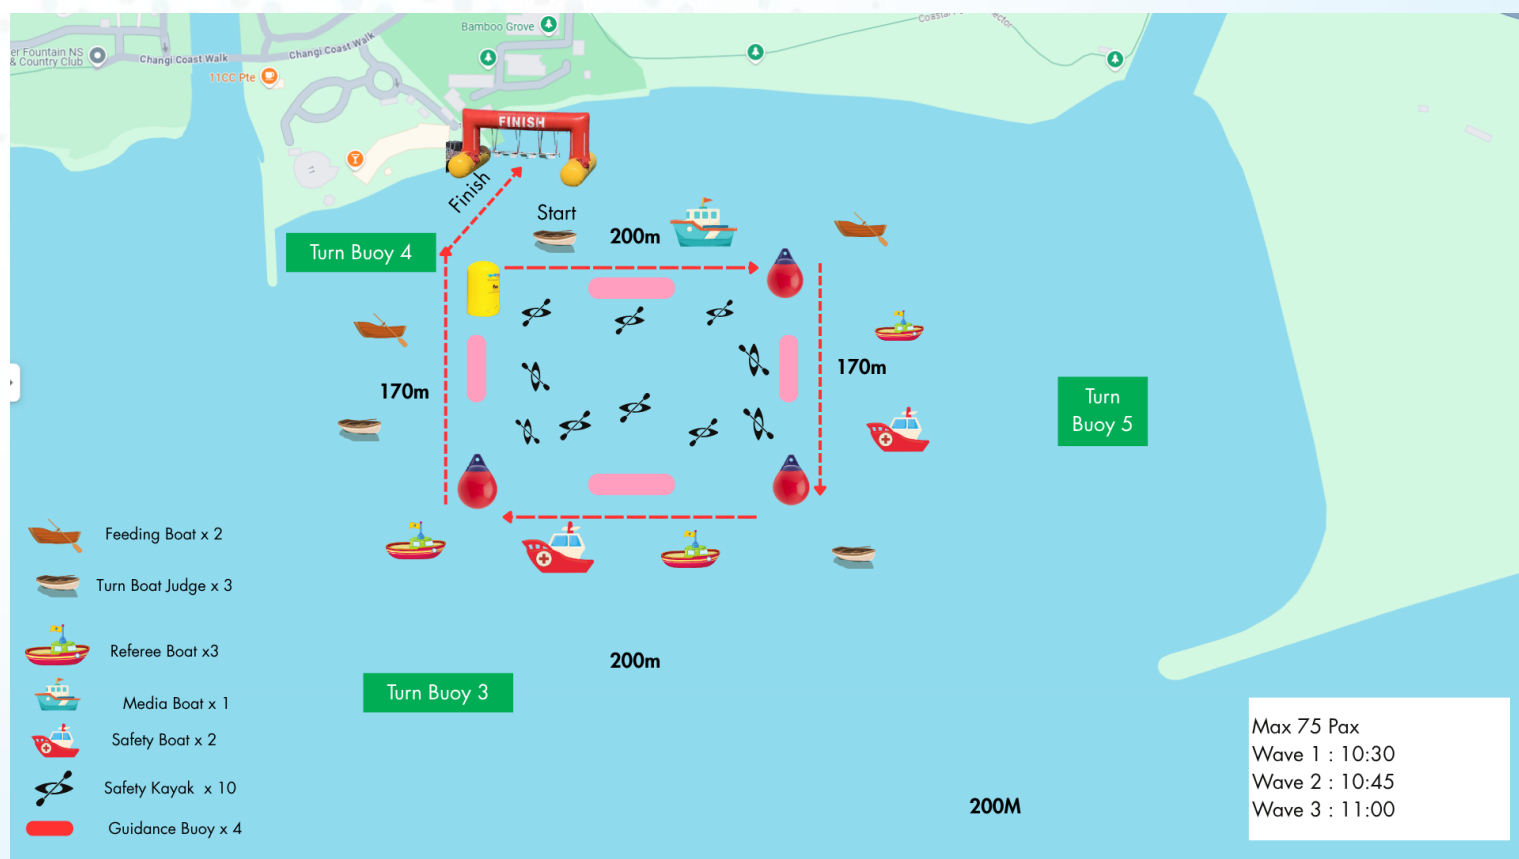 Bamboo Grove
er Fountain NS
& Country Club
Changi Coast Walk
Changi Coast Walk
11CC Pte
FINISH
Finish
Start
200m
Turn Buoy 4
170m
170m
Turn
Buoy 5
Feeding Boat x 2
Turn Boat Judge x 3
Referee Boat x3
Media Boat x 1
Safety Boat x 2
Safety Kayak x 10
Guidance Buoy x 4
200m
Turn Buoy 3
200M
Max 75 Pax
Wave 1 : 10:30
Wave 2 : 10:45
Wave 3 : 11:00